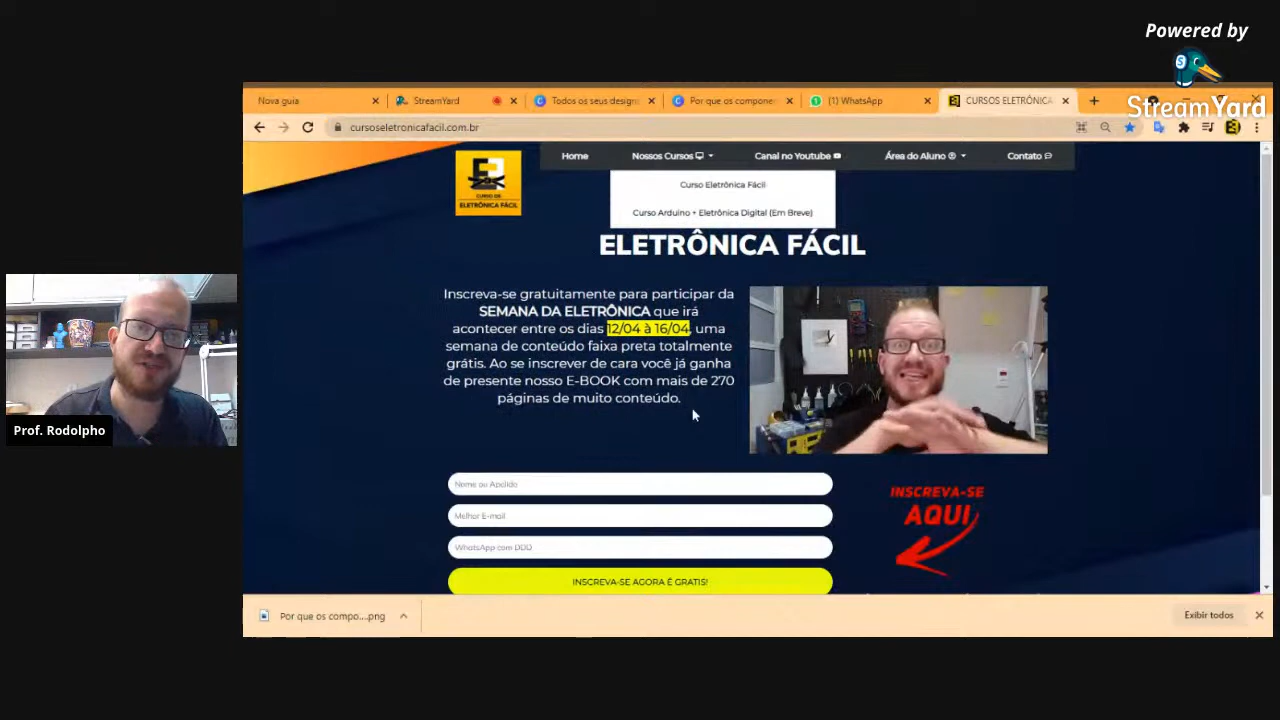 Powered by
StreamYard
Nova guia
StreamYard
Todos os seus design
Por que os componen
(1) WhatsApp
CURSOS ELETRÔNICA
cursoseletronicafacil.com.br
CURSO DE
ELETRÔNICA FÁCIL
Home
Nossos Cursos
Canal no Youtube
Área do Aluno
Contato
Curso Eletrônica Fácil
Curso Arduino + Eletrônica Digital (Em Breve)
ELETRÔNICA FÁCIL
Inscreva-se gratuitamente para participar da
SEMANA DA ELETRÔNICA que irá
acontecer entre os dias 12/04 à 16/04, uma
semana de conteúdo faixa preta totalmente
grátis. Ao se inscrever de cara você já ganha
de presente nosso E-BOOK com mais de 270
páginas de muito conteúdo.
Prof. Rodolpho
Nome ou Apelido
Melhor E-mail
WhatsApp com DDD
INSCREVA-SE AGORA É GRATIS!
INSCREVA-SE
AQUI
Por que os compo....png
Exibir todos